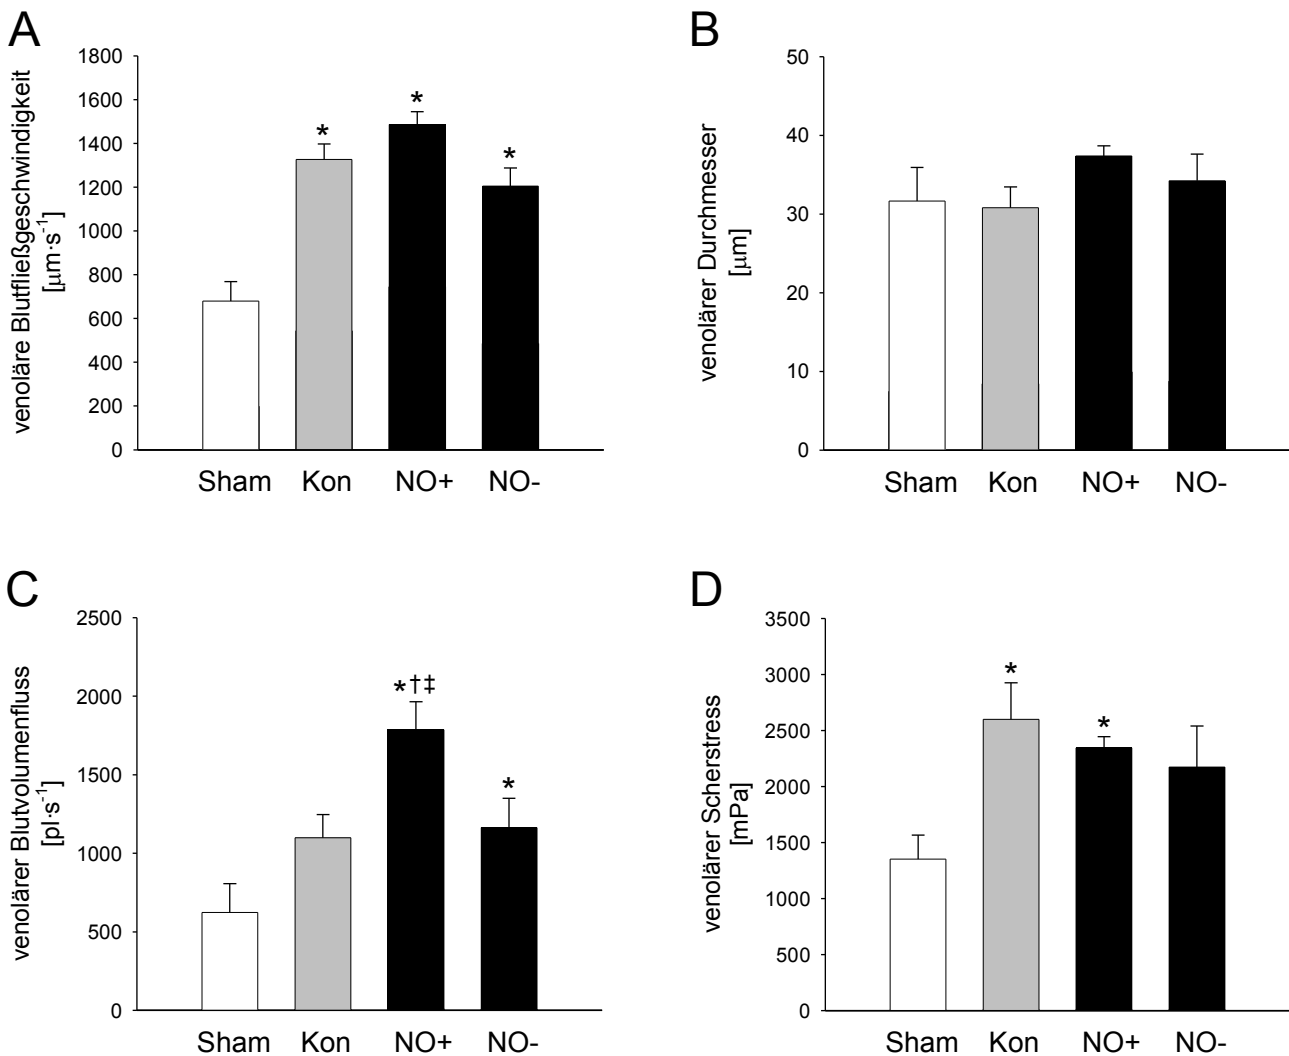 A
venoläre Blutfließgeschwindigkeit
[µm·s⁻¹]
1800
1600
1400
1200
1000
800
600
400
200
0
*
*
*
Sham Kon NO+ NO-
B
venolärer Durchmesser
[µm]
50
40
30
20
10
0
Sham Kon NO+ NO-
C
venolärer Blutvolumenfluss
[pl·s⁻¹]
2500
2000
1500
1000
500
0
*†‡
*
Sham Kon NO+ NO-
D
venolärer Scherstress
[mPa]
3500
3000
2500
2000
1500
1000
500
0
*
*
Sham Kon NO+ NO-